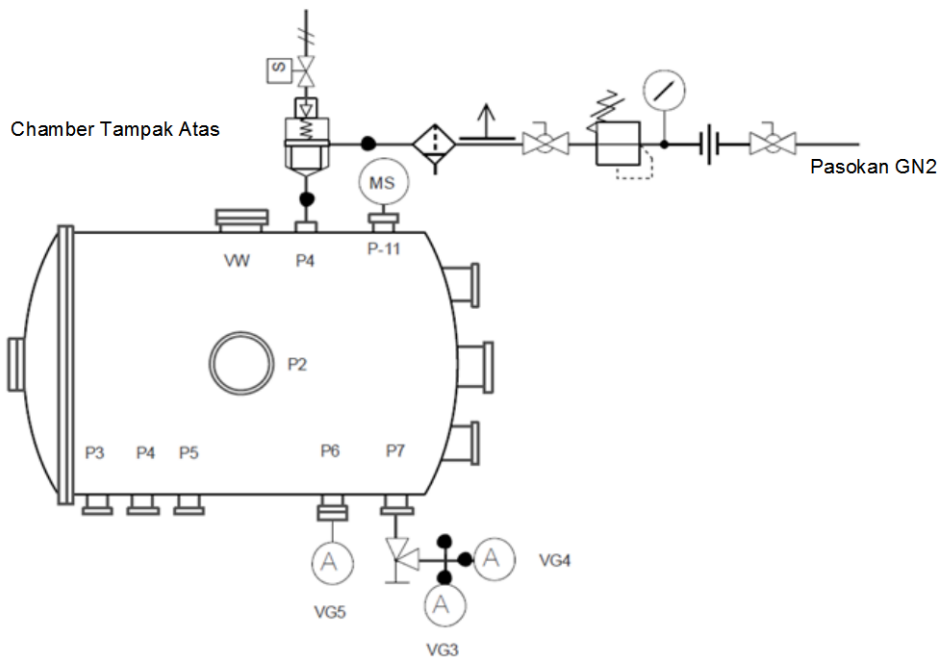 S
Chamber Tampak Atas
Pasokan GN2
MS
VW
P4
P-11
P2
P3
P4
P5
P6
P7
A
VG5
A
VG4
A
VG3